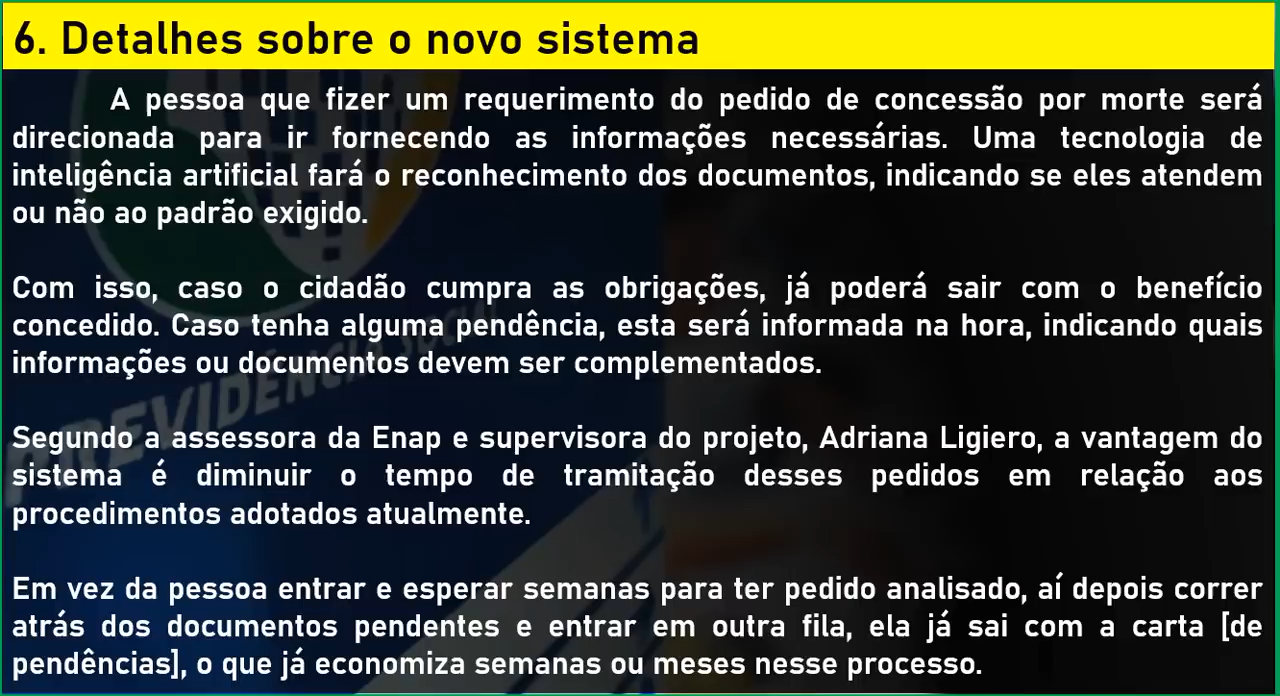 6. Detalhes sobre o novo sistema
A pessoa que fizer um requerimento do pedido de concessão por morte será
direcionada para ir fornecendo as informações necessárias. Uma tecnologia de
inteligência artificial fará o reconhecimento dos documentos, indicando se eles atendem
ou não ao padrão exigido.
Com isso, caso o cidadão cumpra as obrigações, já poderá sair com o benefício
concedido. Caso tenha alguma pendência, esta será informada na hora, indicando quais
informações ou documentos devem ser complementados.
Segundo a assessora da Enap e supervisora do projeto, Adriana Ligiero, a vantagem do
sistema é diminuir o tempo de tramitação desses pedidos em relação aos
procedimentos adotados atualmente.
Em vez da pessoa entrar e esperar semanas para ter pedido analisado, aí depois correr
atrás dos documentos pendentes e entrar em outra fila, ela já sai com a carta [de
pendências], o que já economiza semanas ou meses nesse processo.
PREVIDÊNCIA SOCIAL